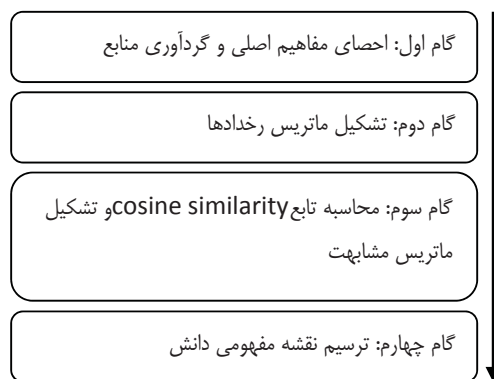 گام اول: احصای مفاهیم اصلی و گردآوری منابع
گام دوم: تشکیل ماتریس رخدادها
گام سوم: محاسبه تابع cosine similarityو تشکیل
ماتریس مشابهت
گام چهارم: ترسیم نقشه مفهومی دانش